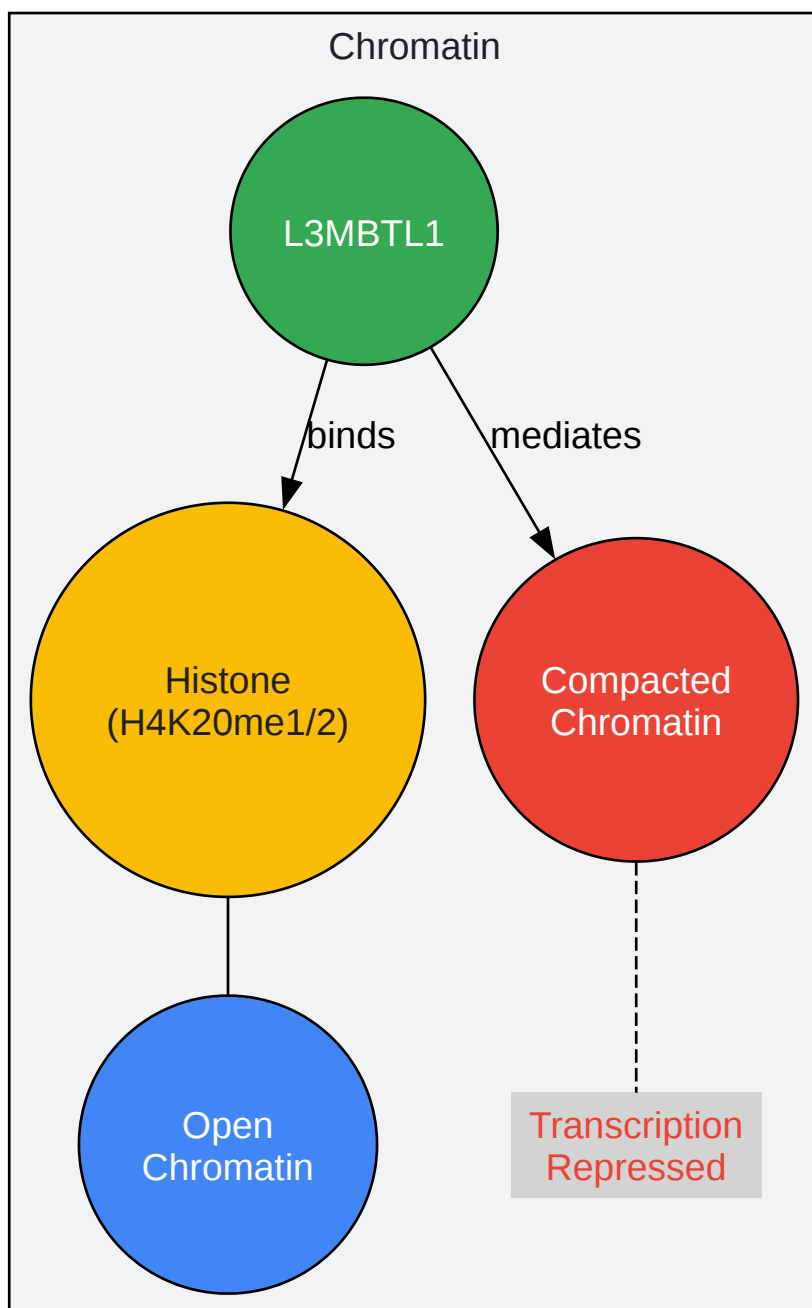 Chromatin
L3MBTL1
binds
mediates
Histone
(H4K20me1/2)
Compacted
Chromatin
Open
Chromatin
Transcription
Repressed